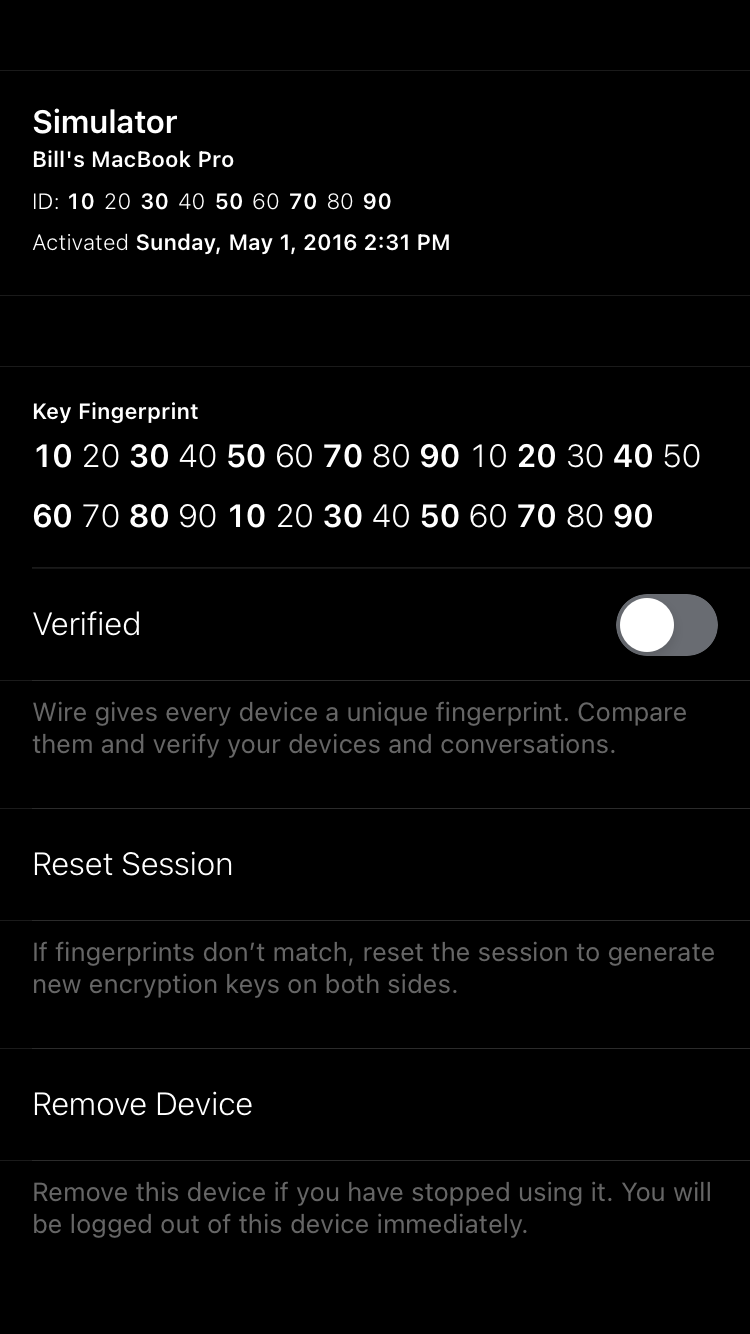 Simulator
Bill's MacBook Pro
ID: 10 20 30 40 50 60 70 80 90
Activated Sunday, May 1, 2016 2:31 PM
Key Fingerprint
10 20 30 40 50 60 70 80 90 10 20 30 40 50
60 70 80 90 10 20 30 40 50 60 70 80 90
Verified
Wire gives every device a unique fingerprint. Compare
them and verify your devices and conversations.
Reset Session
If fingerprints don’t match, reset the session to generate
new encryption keys on both sides.
Remove Device
Remove this device if you have stopped using it. You will
be logged out of this device immediately.